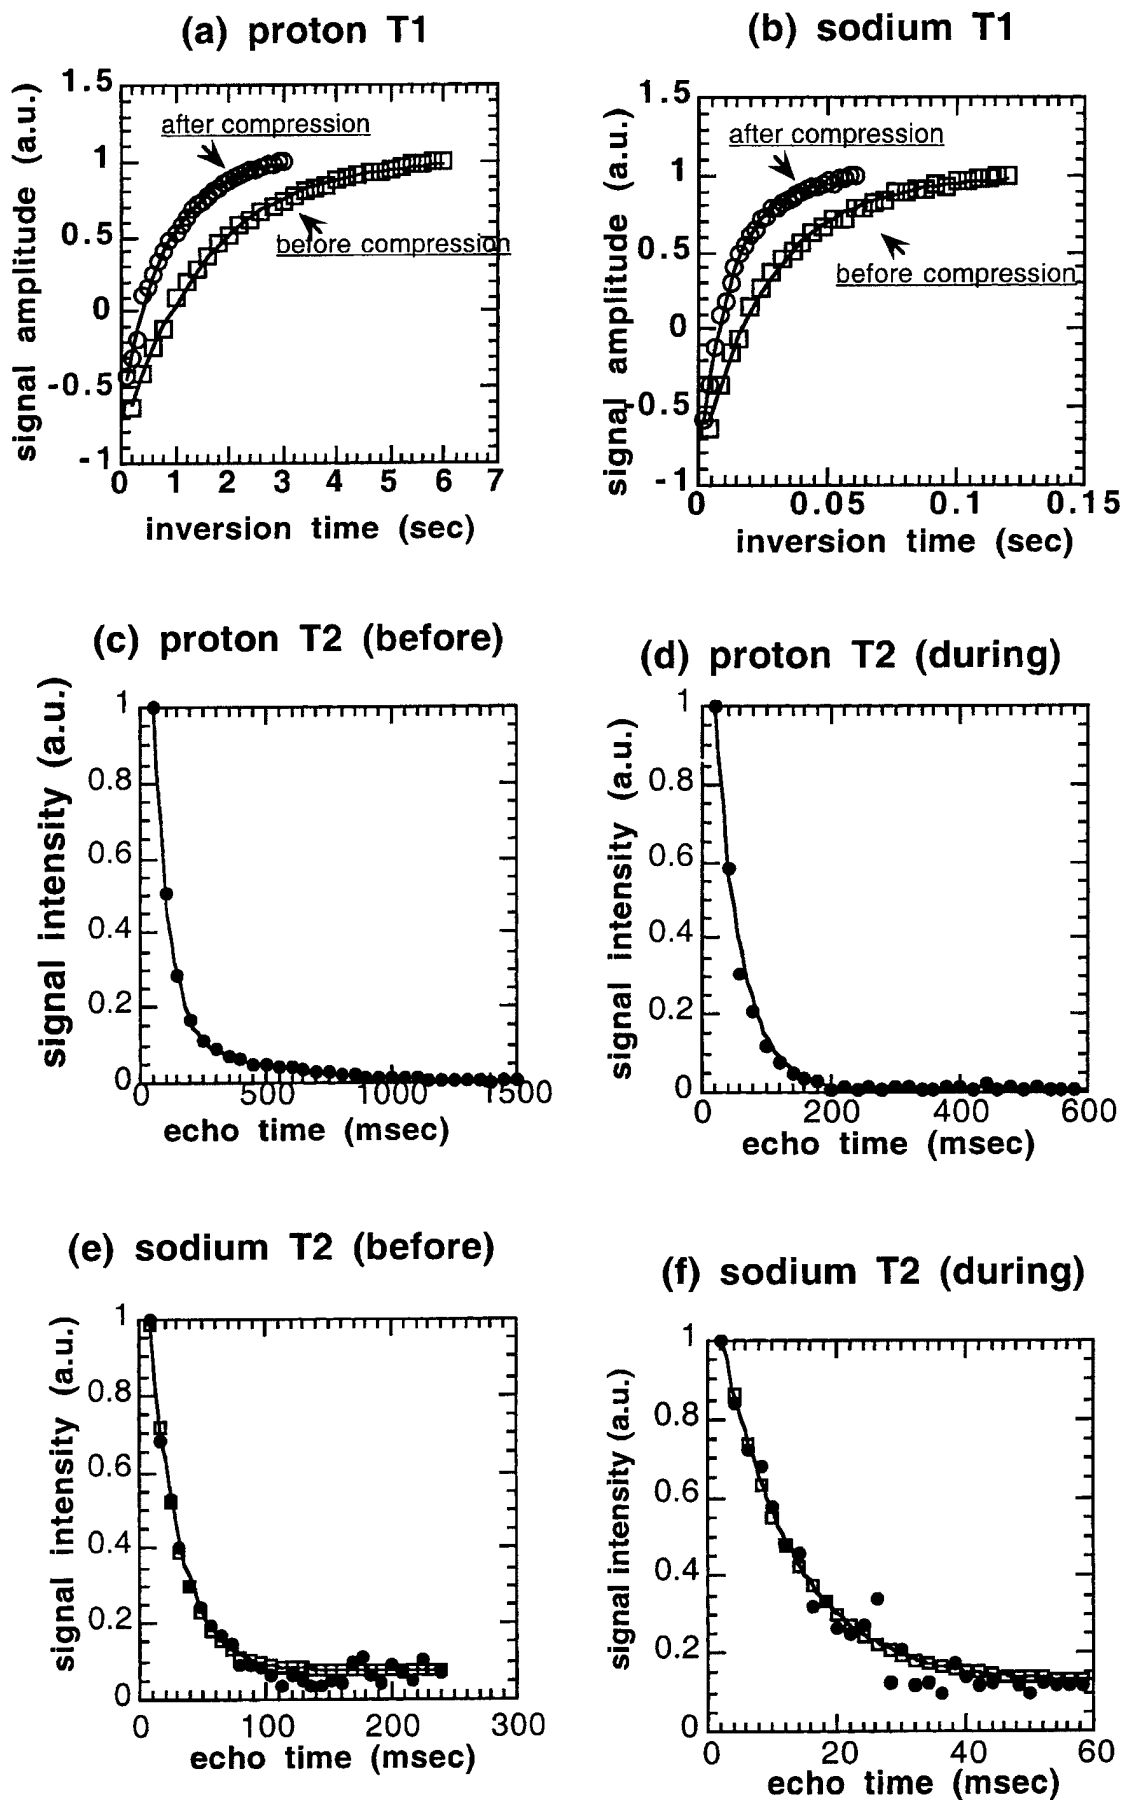 (a) proton T1
signal amplitude (a.u.)
1.5
1
0.5
0
-0.5
-1
after compression
before compression
0 1 2 3 4 5 6 7
inversion time (sec)
(b) sodium T1
signal amplitude (a.u.)
1.5
1
0.5
0
-0.5
-1
after compression
before compression
0 0.05 0.1 0.15
inversion time (sec)
(c) proton T2 (before)
signal intensity (a.u.)
1
0.8
0.6
0.4
0.2
0
0 500 1000 1500
echo time (msec)
(d) proton T2 (during)
signal intensity (a.u.)
1
0.8
0.6
0.4
0.2
0
0 200 400 600
echo time (msec)
(e) sodium T2 (before)
signal intensity (a.u.)
1
0.8
0.6
0.4
0.2
0
0 100 200 300
echo time (msec)
(f) sodium T2 (during)
signal intensity (a.u.)
1
0.8
0.6
0.4
0.2
0
0 20 40 60
echo time (msec)